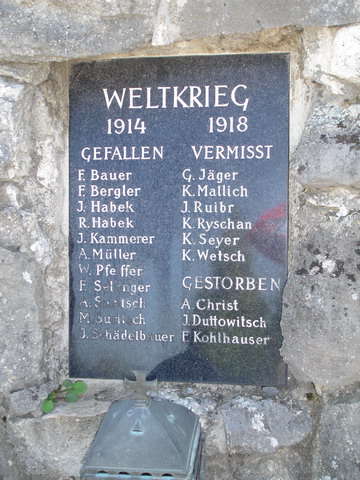 WELTKRIEG
1914 1918
GEFALLEN
F. Bauer
F. Bergler
J. Habek
R. Habek
J. Kammerer
A. Müller
W. Pfeffer
F.
A.
M.
J. Schädelbauer
VERMISST
G. Jäger
K. Mallich
J. Ruibr
K. Ryschan
K. Seyer
K. Wetsch
GESTORBEN
A. Christ
J. Duttowitsch
F. Kohlhauser